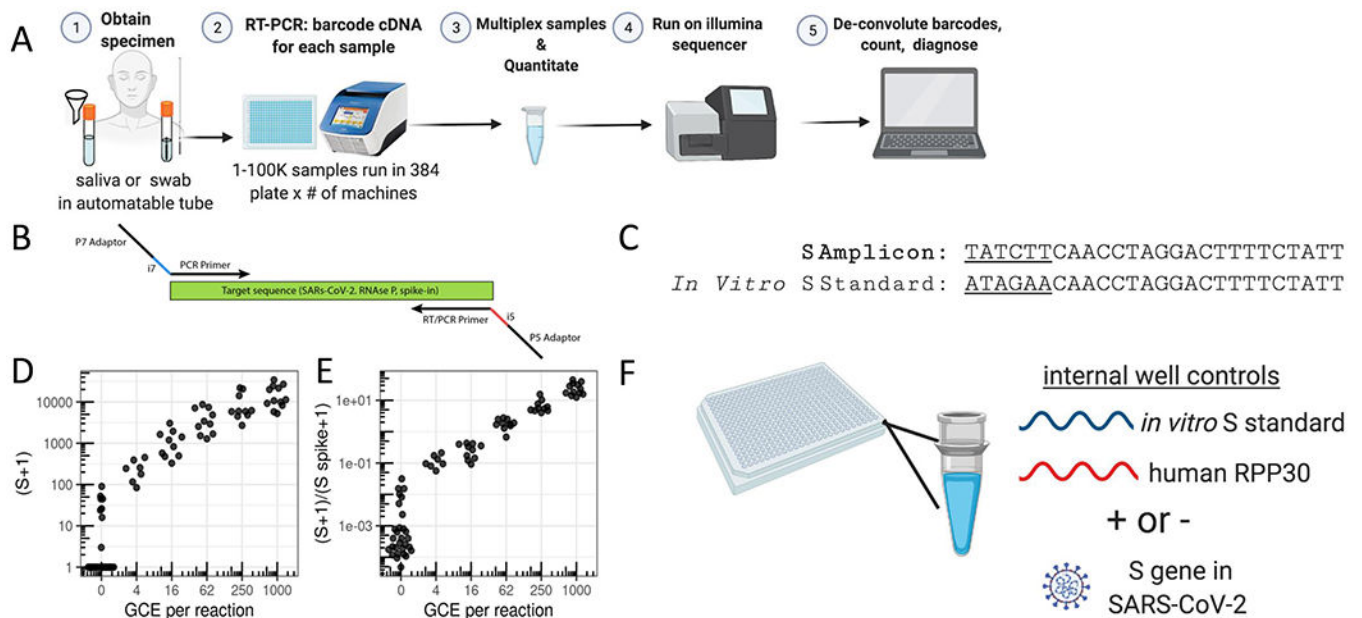 A
1 Obtain specimen
2 RT-PCR: barcode cDNA for each sample
3 Multiplex samples & Quantitate
4 Run on illumina sequencer
5 De-convolute barcodes, count, diagnose
saliva or swab
in automatable tube
1-100K samples run in 384
plate x # of machines
B
P7 Adaptor
i7
PCR Primer
Target sequence (SARs-CoV-2. RNAse P, spike-in)
RT/PCR Primer
i5
P5 Adaptor
C
S Amplicon: TATCTTCAACCTAGGACTTTTCTATT
In Vitro S Standard: ATAGAACAACCTAGGACTTTTCTATT
D
(S+1)
10000
1000
100
10
1
0 4 16 62 250 1000
GCE per reaction
E
(S+1)/(S spike+1)
1e+01
1e-01
1e-03
0 4 16 62 250 1000
GCE per reaction
F
internal well controls
in vitro S standard
human RPP30
+ or -
S gene in
SARS-CoV-2